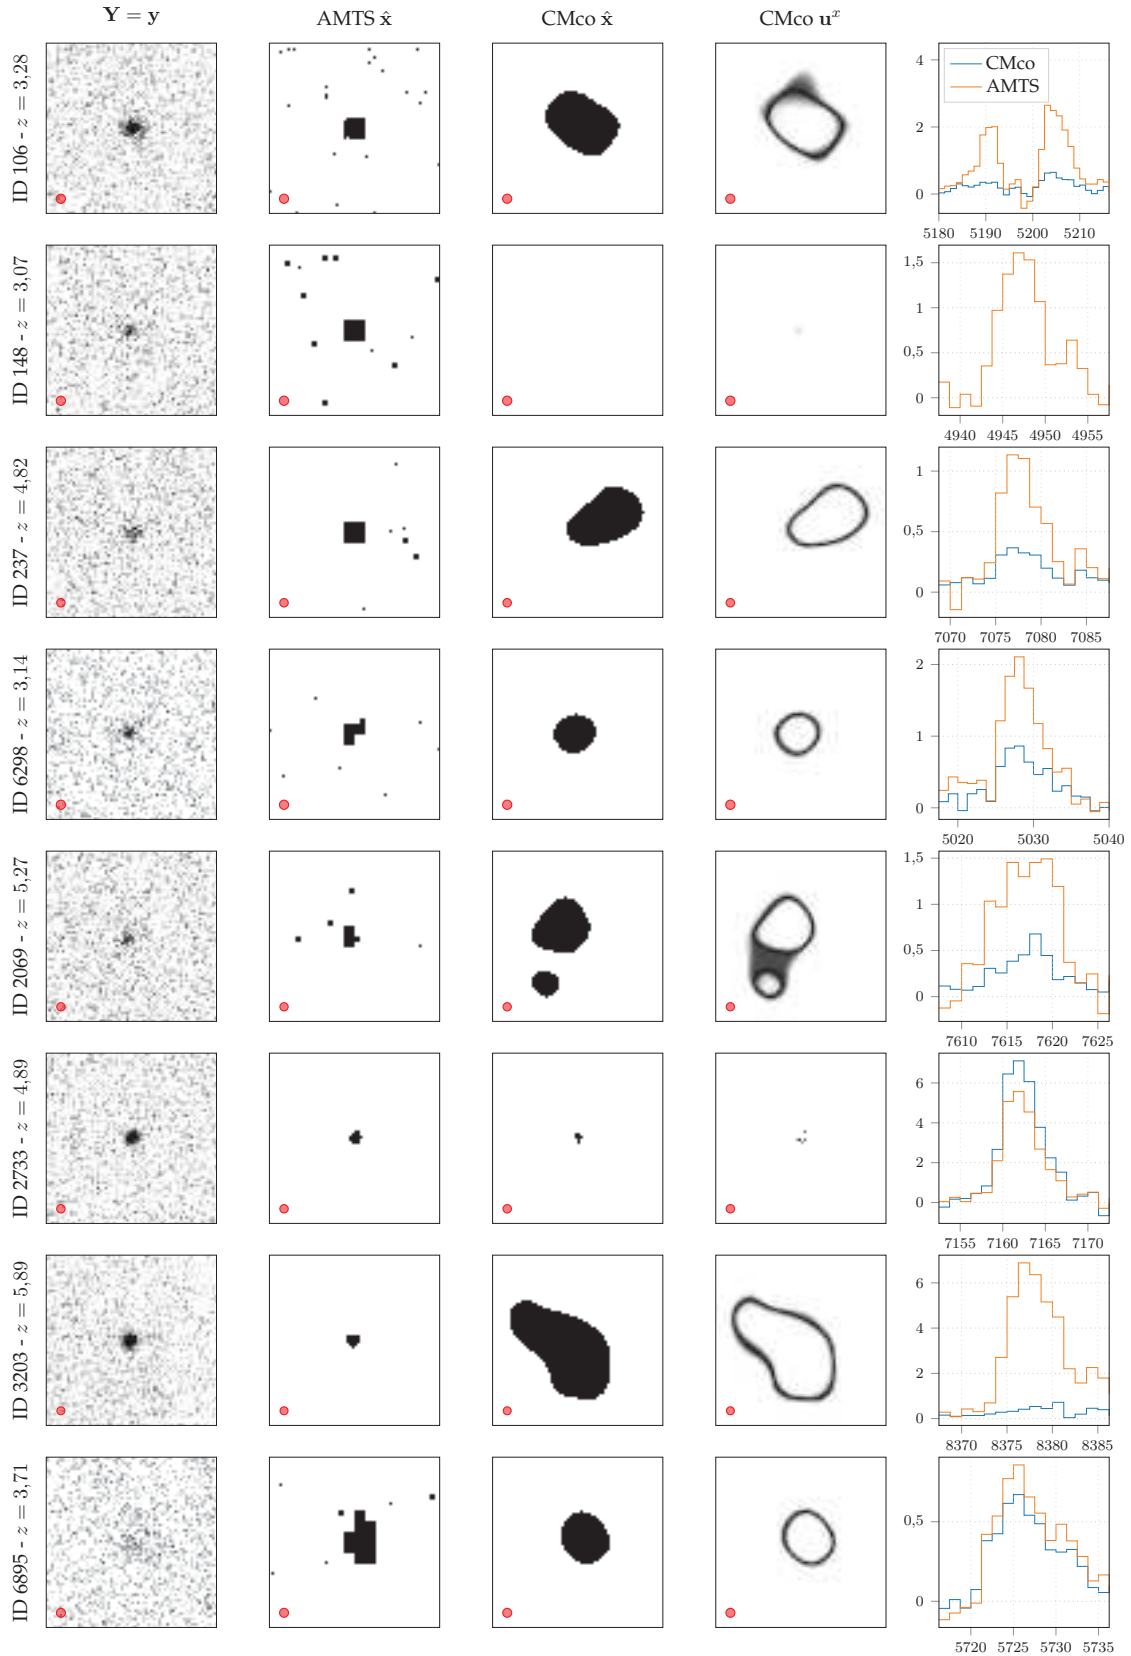 Y = y AMTS x̂ CMco x̂ CMco uˣ
ID 106 - z = 3,28
CMco
AMTS
4
2
0
5180 5190 5200 5210
ID 148 - z = 3,07
1,5
1
0,5
0
4940 4945 4950 4955
ID 237 - z = 4,82
1
0,5
0
7070 7075 7080 7085
ID 6298 - z = 3,14
2
1
0
5020 5030 5040
ID 2069 - z = 5,27
1,5
1
0,5
0
7610 7615 7620 7625
ID 2733 - z = 4,89
6
4
2
0
7155 7160 7165 7170
ID 3203 - z = 5,89
6
4
2
0
8370 8375 8380 8385
ID 6895 - z = 3,71
0,5
0
5720 5725 5730 5735